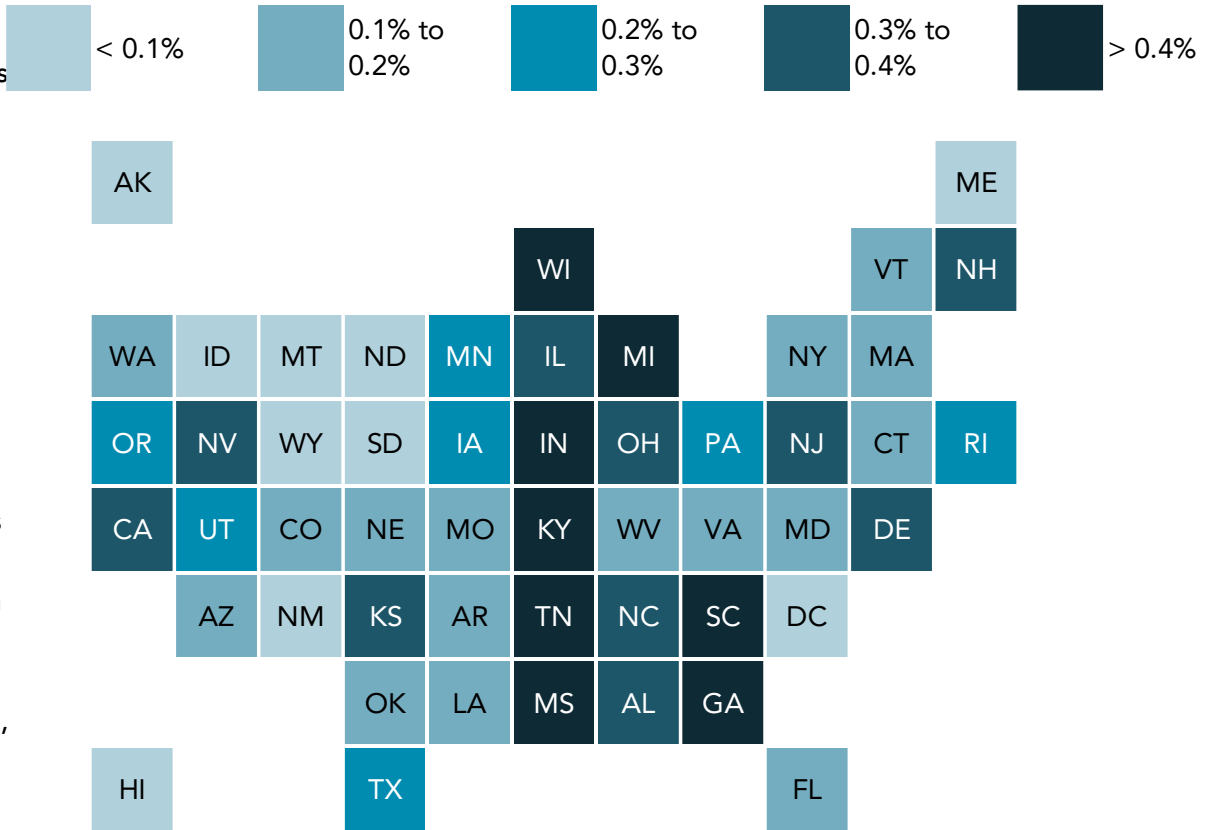 < 0.1%
0.1% to
0.2%
0.2% to
0.3%
0.3% to
0.4%
> 0.4%
s
AK ME
WI VT NH
WA ID MT ND MN IL MI NY MA
OR NV WY SD IA IN OH PA NJ CT RI
CA UT CO NE MO KY WV VA MD DE
AZ NM KS AR TN NC SC DC
OK LA MS AL GA
,
HI TX FL